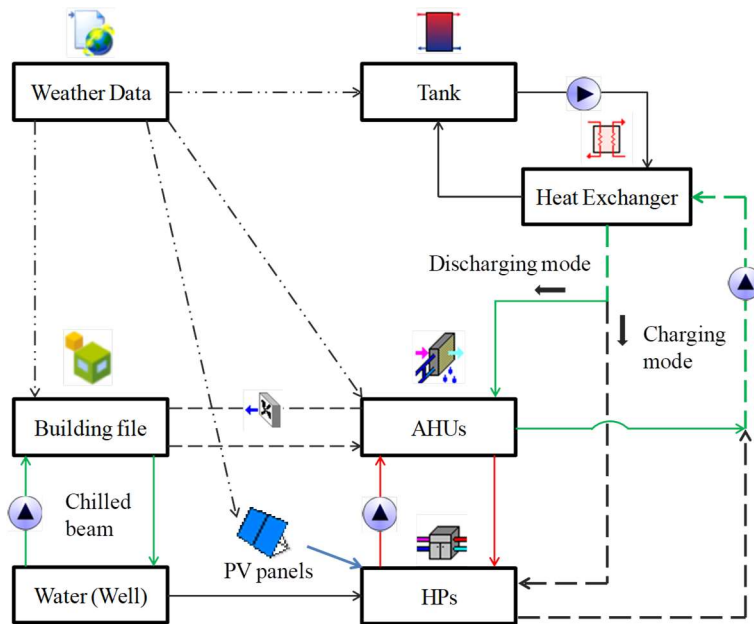 Weather Data
Tank
Heat Exchanger
Discharging mode
Charging
mode
Building file
AHUs
Chilled
beam
PV panels
Water (Well)
HPs